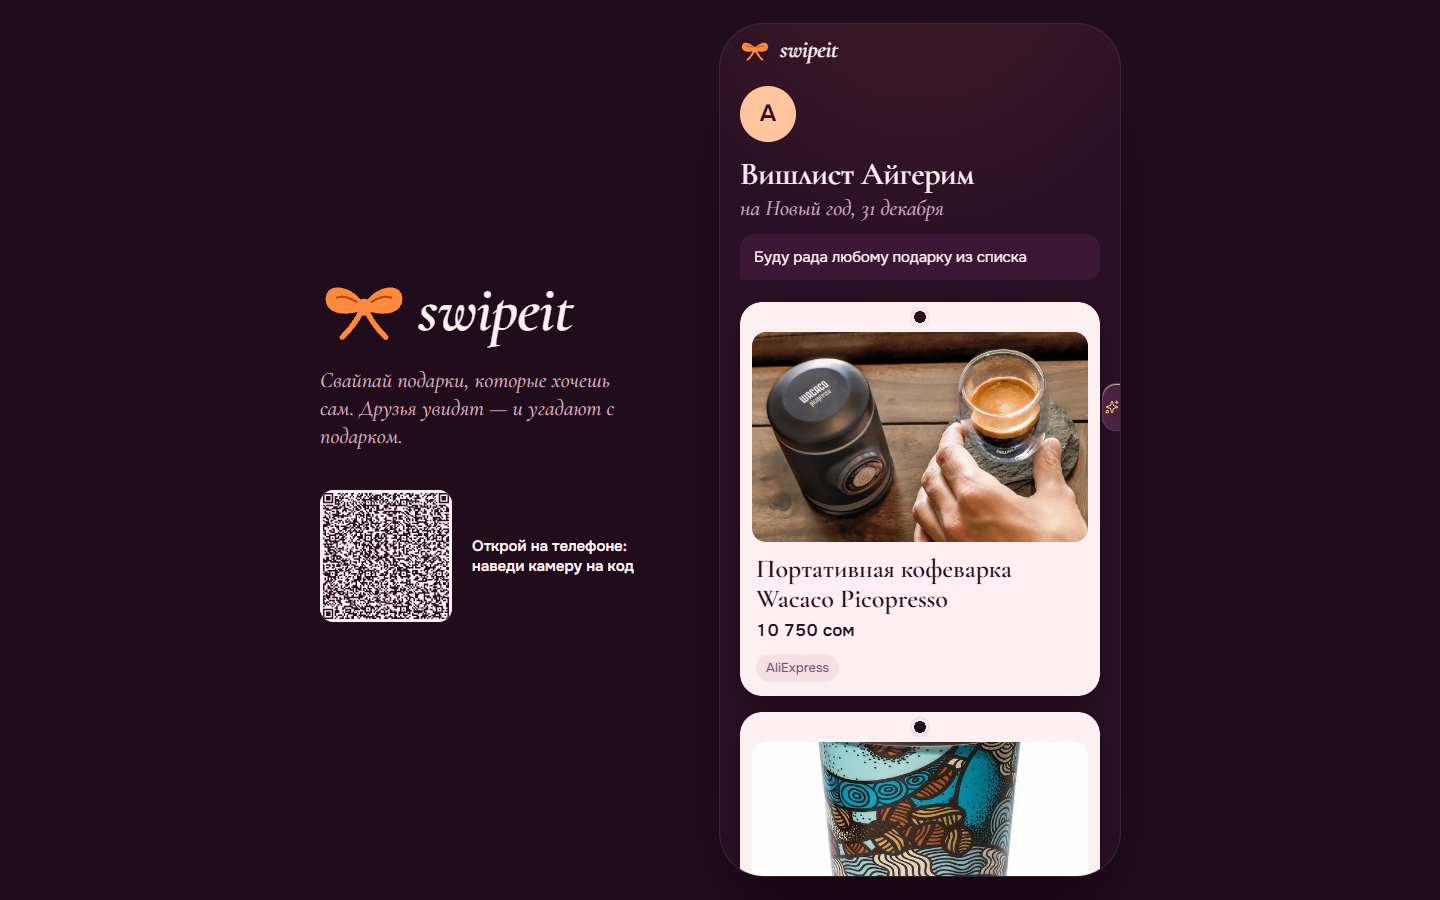 swipeit
Свайпай подарки, которые хочешь
сам. Друзья увидят — и угадают с
подарком.
Открой на телефоне:
наведи камеру на код
swipeit
А
Вишлист Айгерим
на Новый год, 31 декабря
Буду рада любому подарку из списка
WACACO
picopresso
Портативная кофеварка
Wacaco Picopresso
10 750 сом
AliExpress